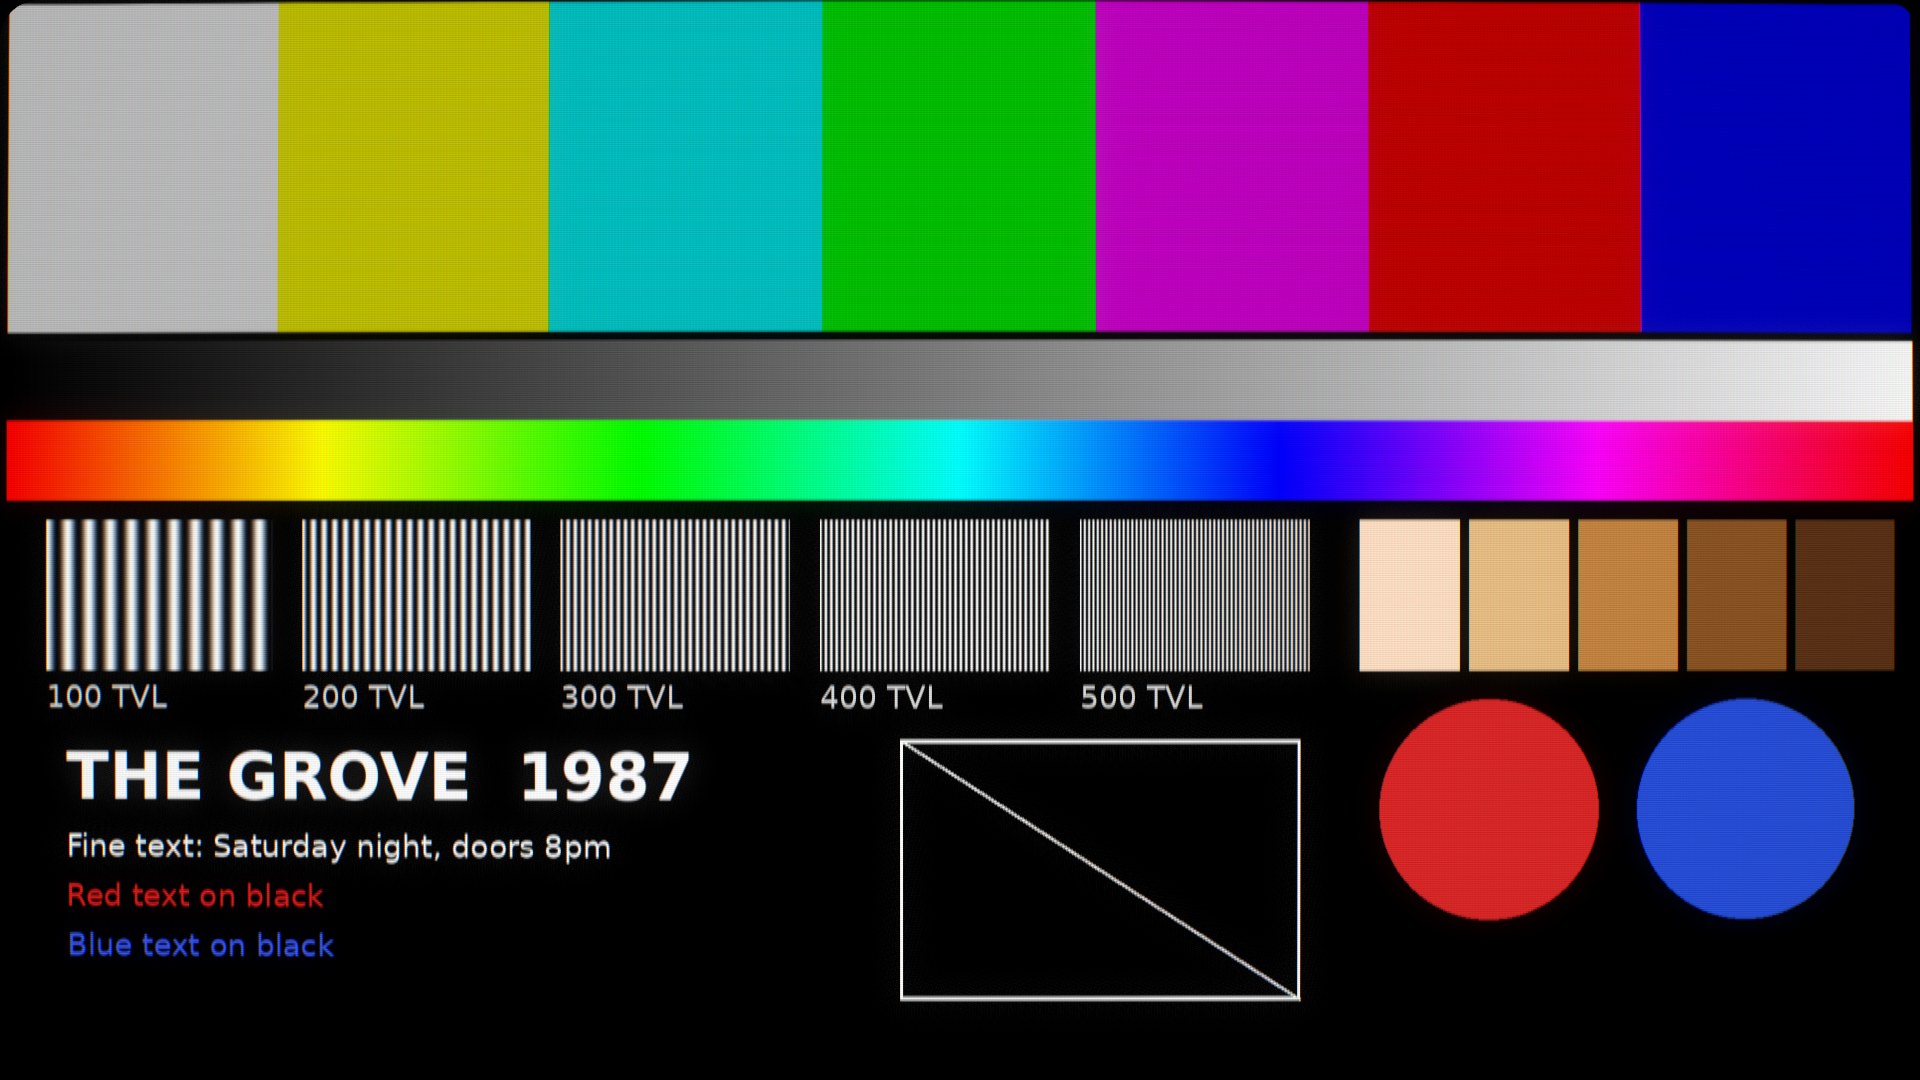 100 TVL
200 TVL
300 TVL
400 TVL
500 TVL
THE GROVE 1987
Fine text: Saturday night, doors 8pm
Red text on black
Blue text on black